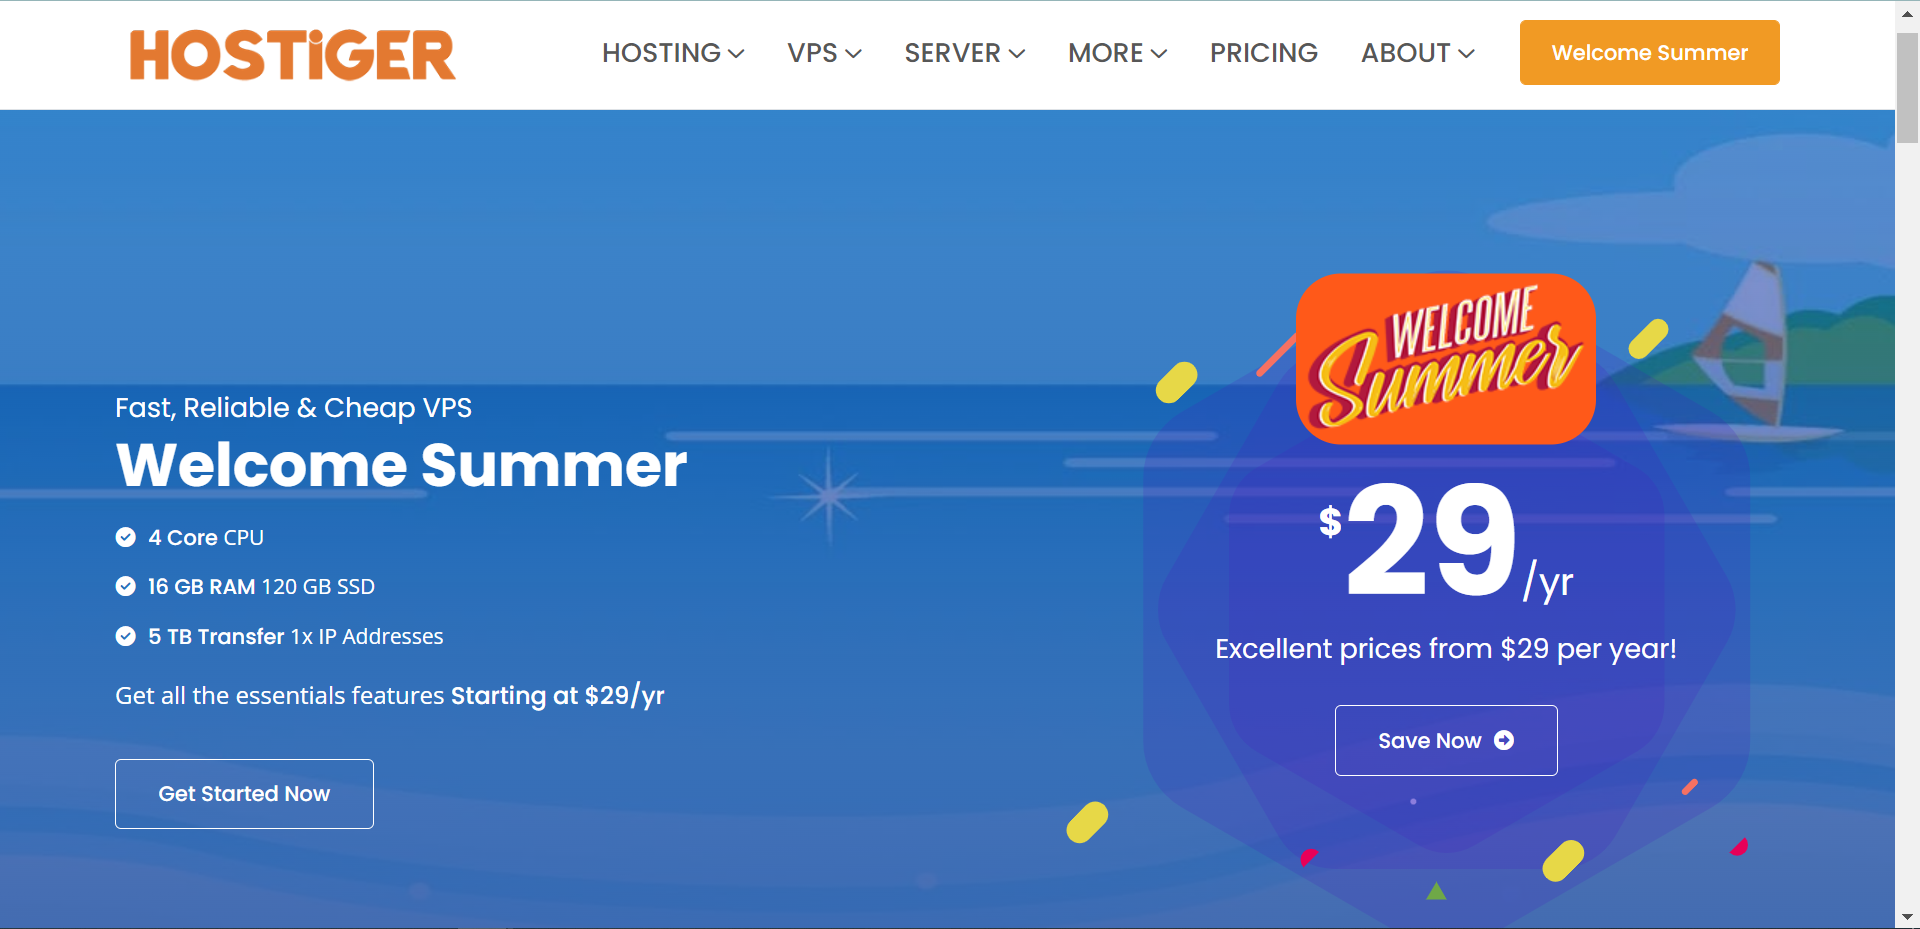 HOSTiGER
HOSTING VPS SERVER MORE PRICING ABOUT Welcome Summer
Fast, Reliable & Cheap VPS
Welcome Summer
4 Core CPU
16 GB RAM 120 GB SSD
5 TB Transfer 1x IP Addresses
Get all the essentials features Starting at $29/yr
Get Started Now
WELCOME
Summer
$29/yr
Excellent prices from $29 per year!
Save Now